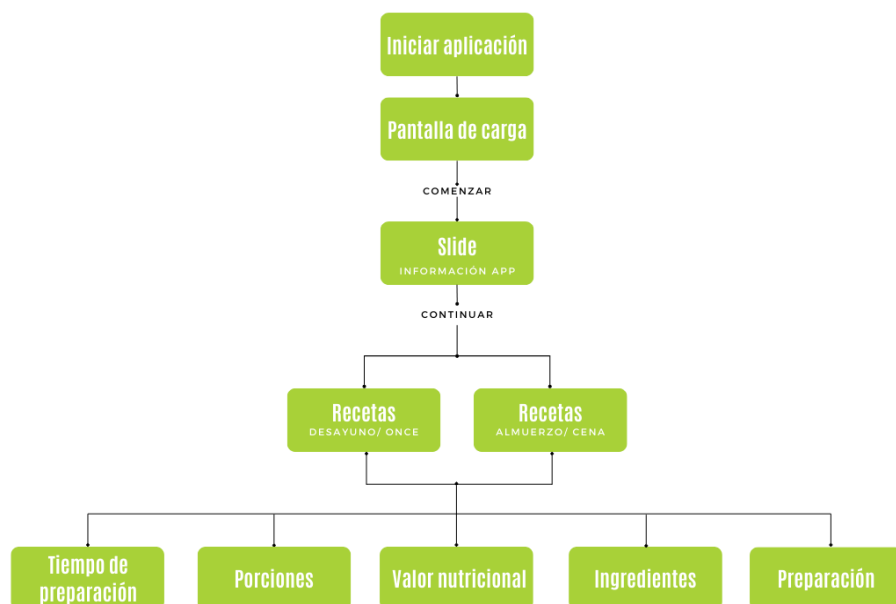 Iniciar aplicación
Pantalla de carga
COMENZAR
Slide
INFORMACIÓN APP
CONTINUAR
Recetas
DESAYUNO/ ONCE
Recetas
ALMUERZO/ CENA
Tiempo de
preparación
Porciones
Valor nutricional
Ingredientes
Preparación